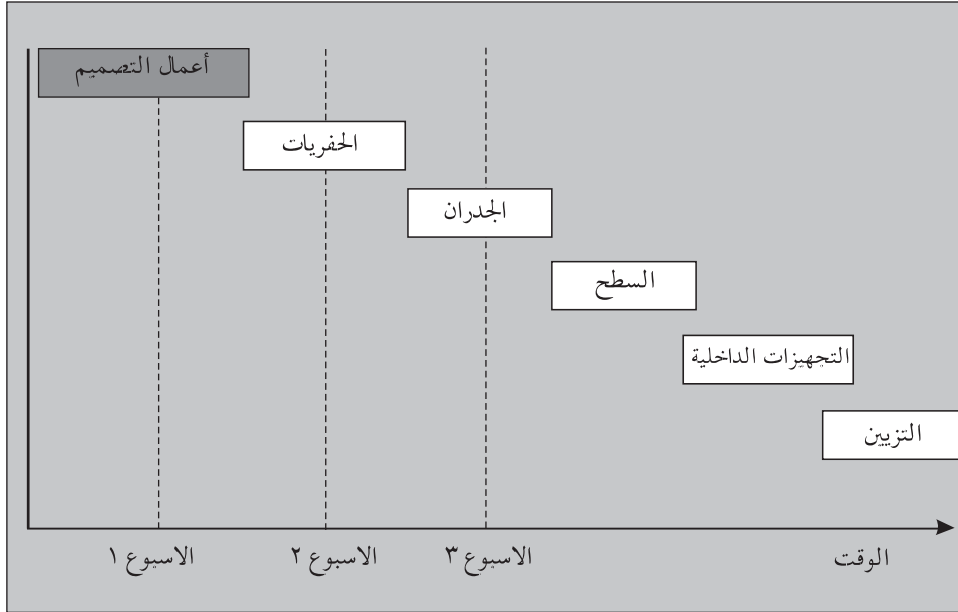 أعمال التصميم
الحفريات
الجدران
السطح
التجهيزات الداخلية
التزيين
الاسبوع ١
الاسبوع ٢
الاسبوع ٣
الوقت